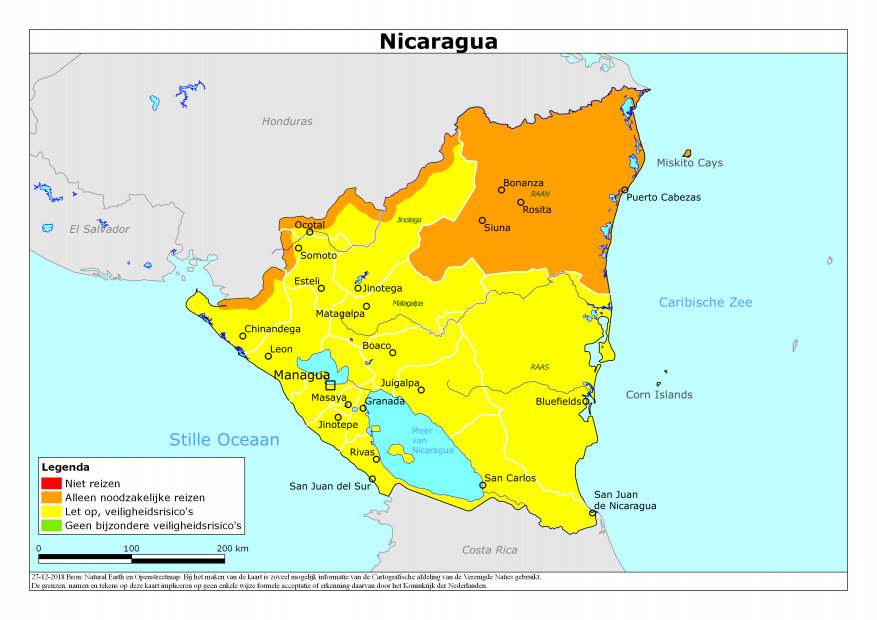 Nicaragua
Honduras
Miskito Cays
Bonanza
RAAN
Puerto Cabezas
Rosita
Jinotega
Ocotal
Siuna
El Salvador
Somoto
Esteli
Jinotega
Matagalpa
Caribische Zee
Matagalpa
Chinandega
Boaco
Leon
RAAS
Managua
Juigalpa
Corn Islands
Masaya
Granada
Bluefields
Jinotepe
Stille Oceaan
Meer
van
Nicaragua
Rivas
San Carlos
San Juan del Sur
San Juan
de Nicaragua
Costa Rica
Legenda
Niet reizen
Alleen noodzakelijke reizen
Let op, veiligheidsrisico's
Geen bijzondere veiligheidsrisico's
0 100 200 km
27-12-2018 Bron: Natural Earth en Openstreetmap. Bij het maken van de kaart is zoveel mogelijk informatie van de Cartografische afdeling van de Verenigde Naties gebruikt.
De grenzen, namen en tekens op deze kaart impliceren op geen enkele wijze formele acceptatie of erkenning daarvan door het Koninkrijk der Nederlanden.